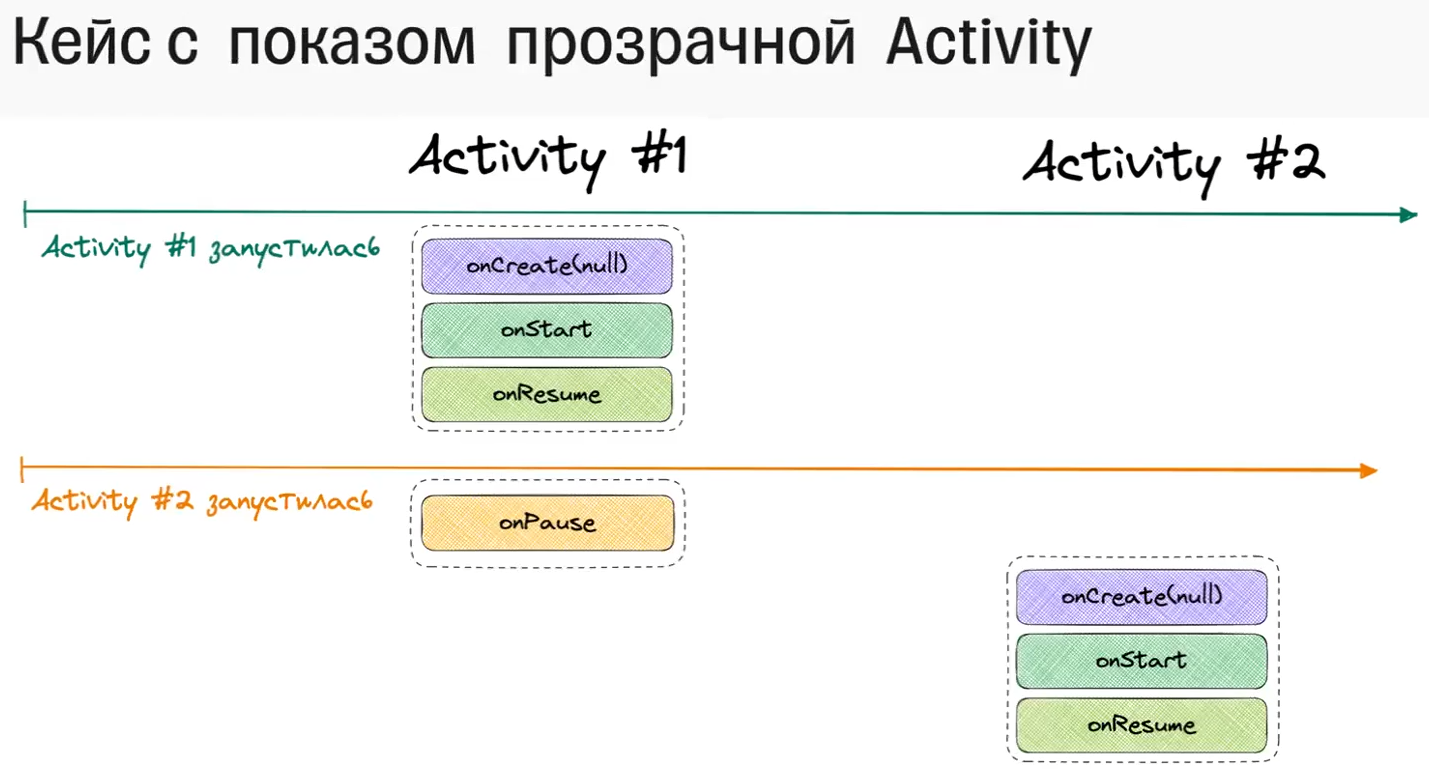 Кейс с показом прозрачной Activity
Activity #1
Activity #2
Activity #1 запустилась
onCreate(null)
onStart
onResume
Activity #2 запустилась
onPause
onCreate(null)
onStart
onResume